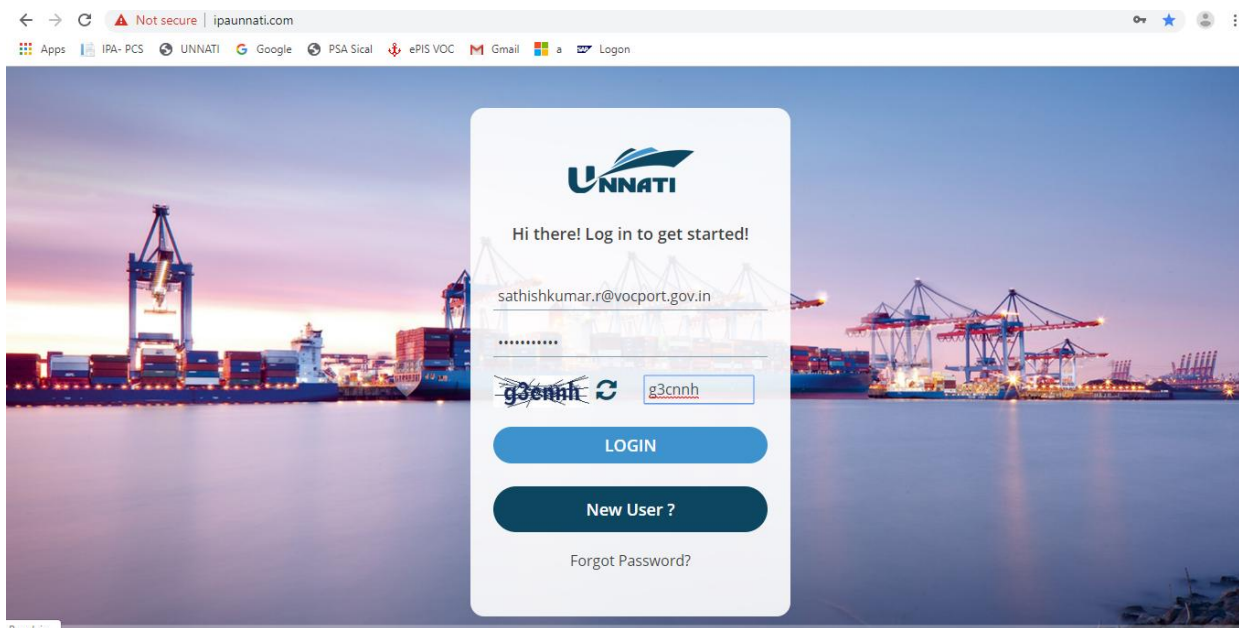 Not secure | ipaunnati.com
Apps IPA- PCS UNNATI Google PSA Sical ePIS VOC Gmail a Logon
UNNATI
Hi there! Log in to get started!
sathishkumar.r@vocport.gov.in
g3cnnh g3cnnh
LOGIN
New User ?
Forgot Password?